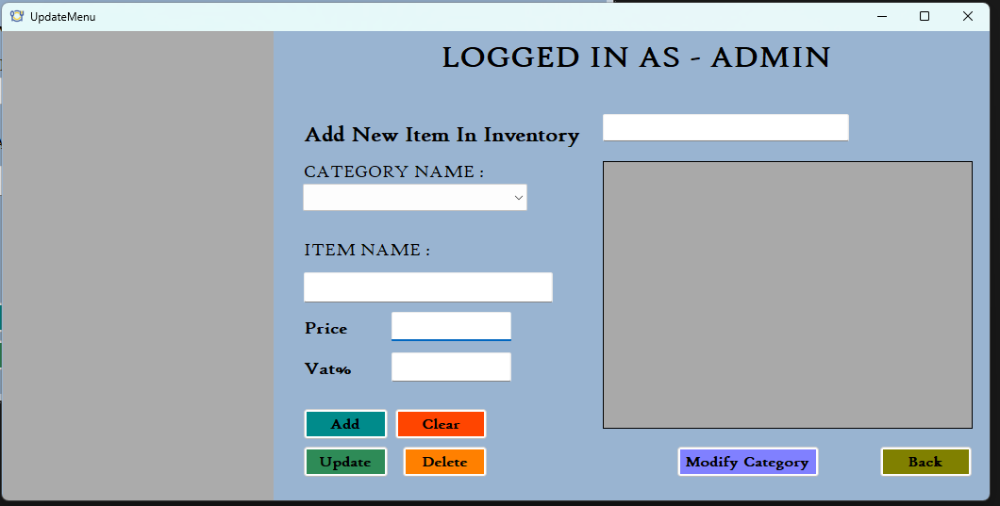 UpdateMenu
LOGGED IN AS - ADMIN
Add New Item In Inventory
CATEGORY NAME :
ITEM NAME :
Price
Vat%
Add Clear
Update Delete Modify Category Back